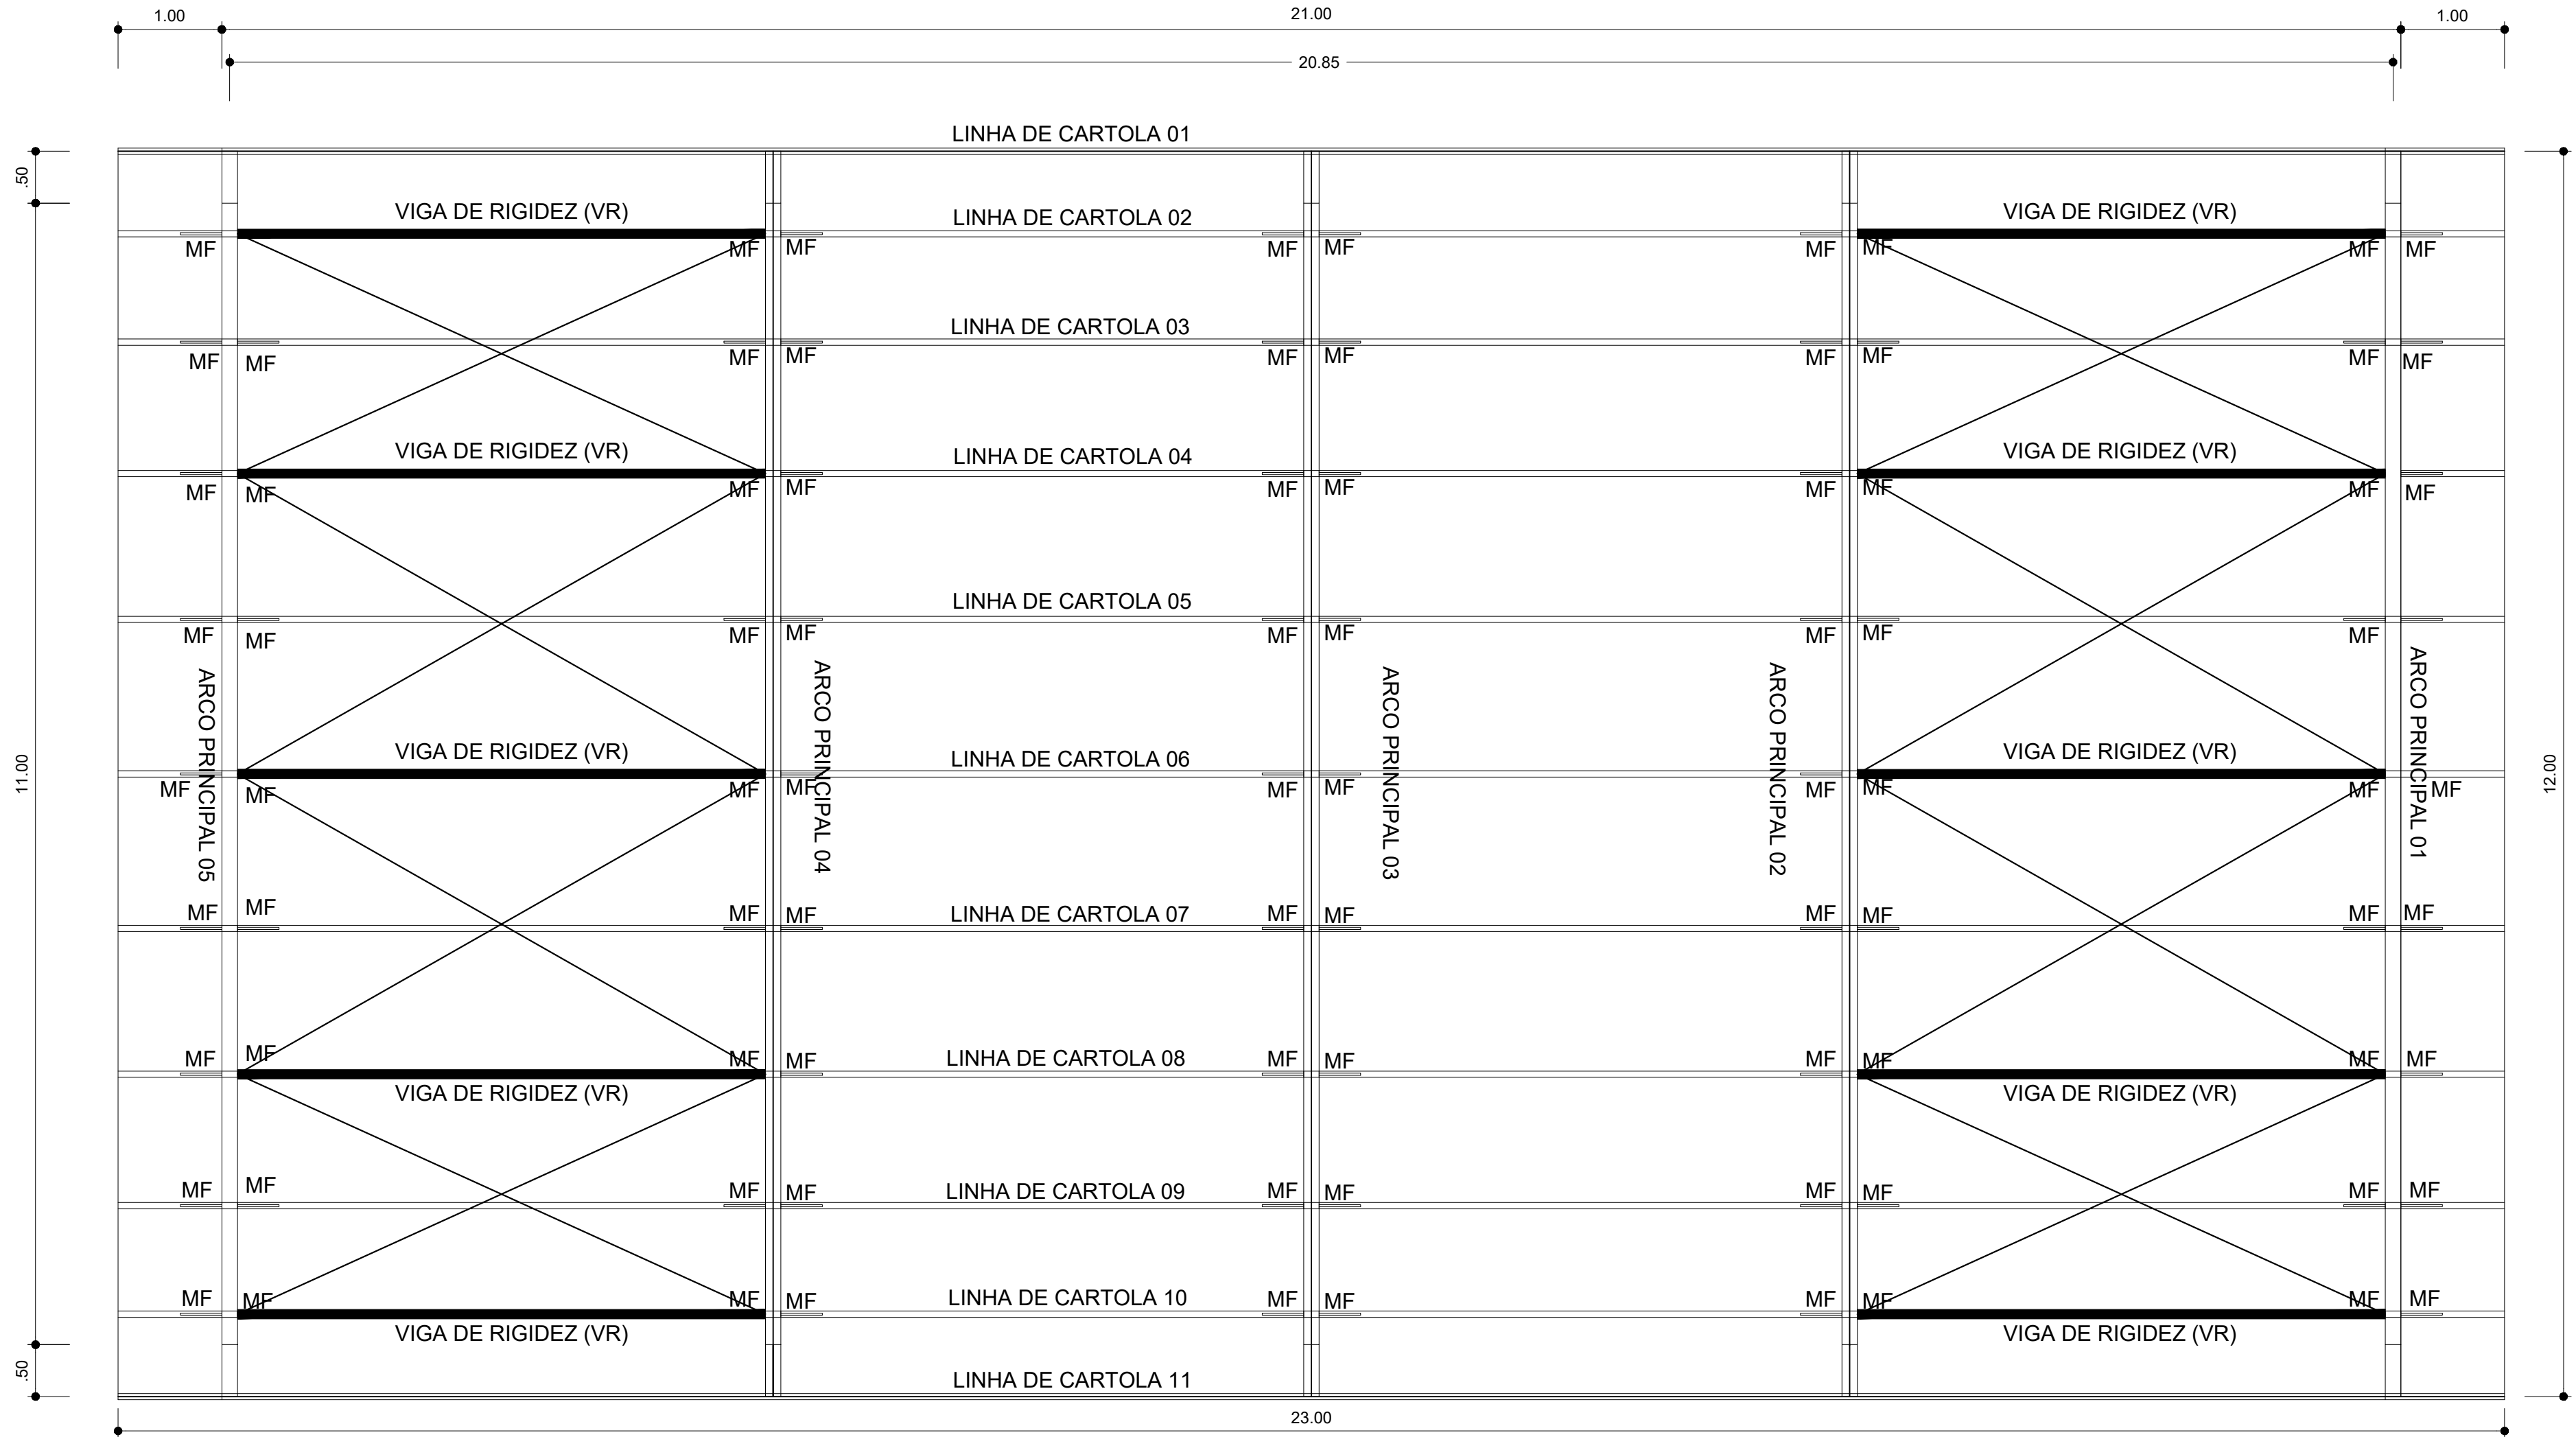 1.00 21.00 1.00
20.85
LINHA DE CARTOLA 01
.50
VIGA DE RIGIDEZ (VR) LINHA DE CARTOLA 02 VIGA DE RIGIDEZ (VR)
MF MF MF MF MF MF MF MF MF
LINHA DE CARTOLA 03
MF MF MF MF MF MF MF MF MF MF
VIGA DE RIGIDEZ (VR) LINHA DE CARTOLA 04 VIGA DE RIGIDEZ (VR)
MF MF MF MF MF MF MF MF MF MF
LINHA DE CARTOLA 05
MF MF MF MF MF MF MF MF MF
ARCO PRINCIPAL 05
ARCO PRINCIPAL 04
ARCO PRINCIPAL 03
ARCO PRINCIPAL 02
ARCO PRINCIPAL 01
11.00
12.00
VIGA DE RIGIDEZ (VR) LINHA DE CARTOLA 06 VIGA DE RIGIDEZ (VR)
MF MF MF MF MF MF MF MF MF MF
MF MF MF MF LINHA DE CARTOLA 07 MF MF MF MF MF MF
MF MF MF MF LINHA DE CARTOLA 08 MF MF MF MF MF MF
VIGA DE RIGIDEZ (VR) VIGA DE RIGIDEZ (VR)
MF MF MF MF LINHA DE CARTOLA 09 MF MF MF MF MF MF
MF MF MF MF LINHA DE CARTOLA 10 MF MF MF MF MF MF
VIGA DE RIGIDEZ (VR) VIGA DE RIGIDEZ (VR)
.50
LINHA DE CARTOLA 11
23.00